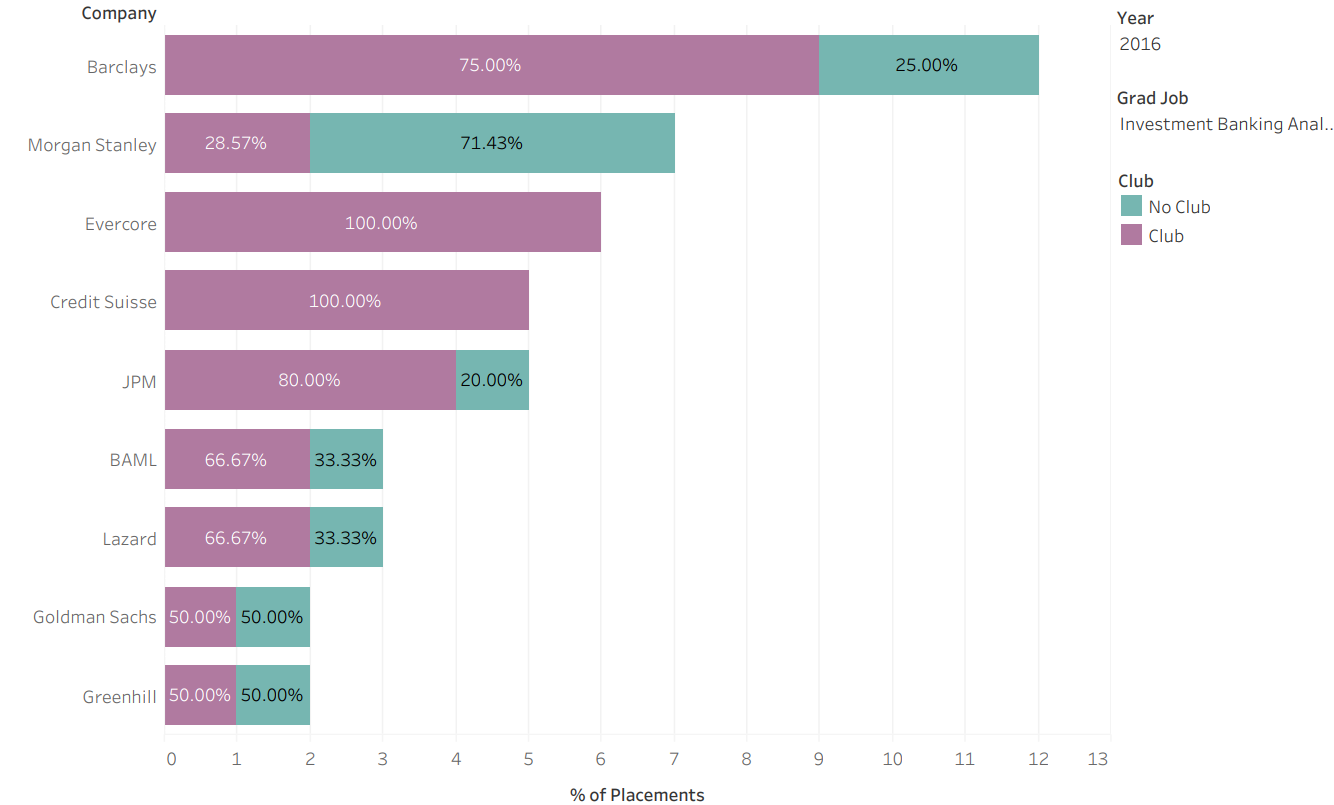 Company
Barclays
75.00%
25.00%
Morgan Stanley
28.57%
71.43%
Evercore
100.00%
Credit Suisse
100.00%
JPM
80.00%
20.00%
BAML
66.67%
33.33%
Lazard
66.67%
33.33%
Goldman Sachs
50.00%
50.00%
Greenhill
50.00%
50.00%
0 1 2 3 4 5 6 7 8 9 10 11 12 13
% of Placements
Year
2016
Grad Job
Investment Banking Anal..
Club
No Club
Club